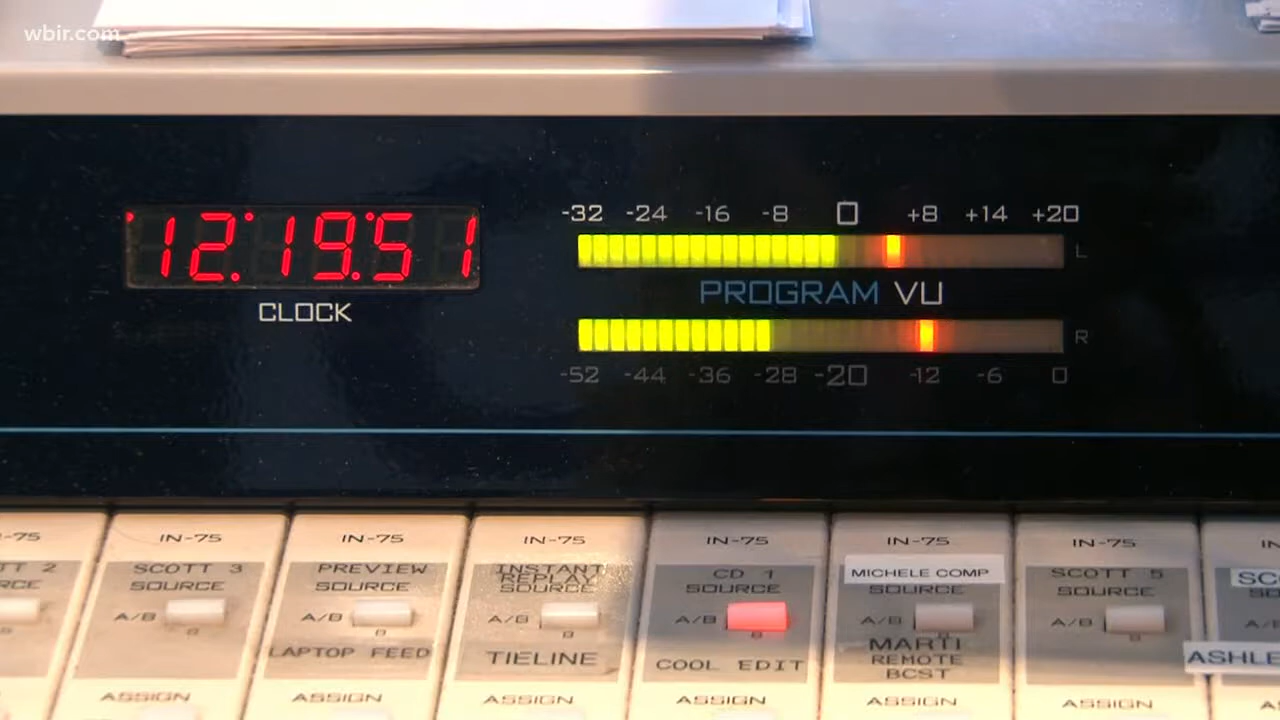 wbir.com
12:19:51
CLOCK
-32 -24 -16 -8 0 +8 +14 +20
L
PROGRAM VU
R
-52 -44 -36 -28 -20 -12 -6 0
IN-75 IN-75 IN-75 IN-75 IN-75 IN-75
SCOTT 3
SOURCE
A/B
B
ASSIGN
PREVIEW
SOURCE
A/B
B
LAPTOP FEED
ASSIGN
INSTANT
REPLAY
SOURCE
A/B
B
TIELINE
ASSIGN
CD 1
SOURCE
A/B
B
COOL EDIT
ASSIGN
MICHELE COMP
SOURCE
A/B
B
MARTI
REMOTE
BCST
ASSIGN
SCOTT 5
SOURCE
A/B
B
ASSIGN
A/B